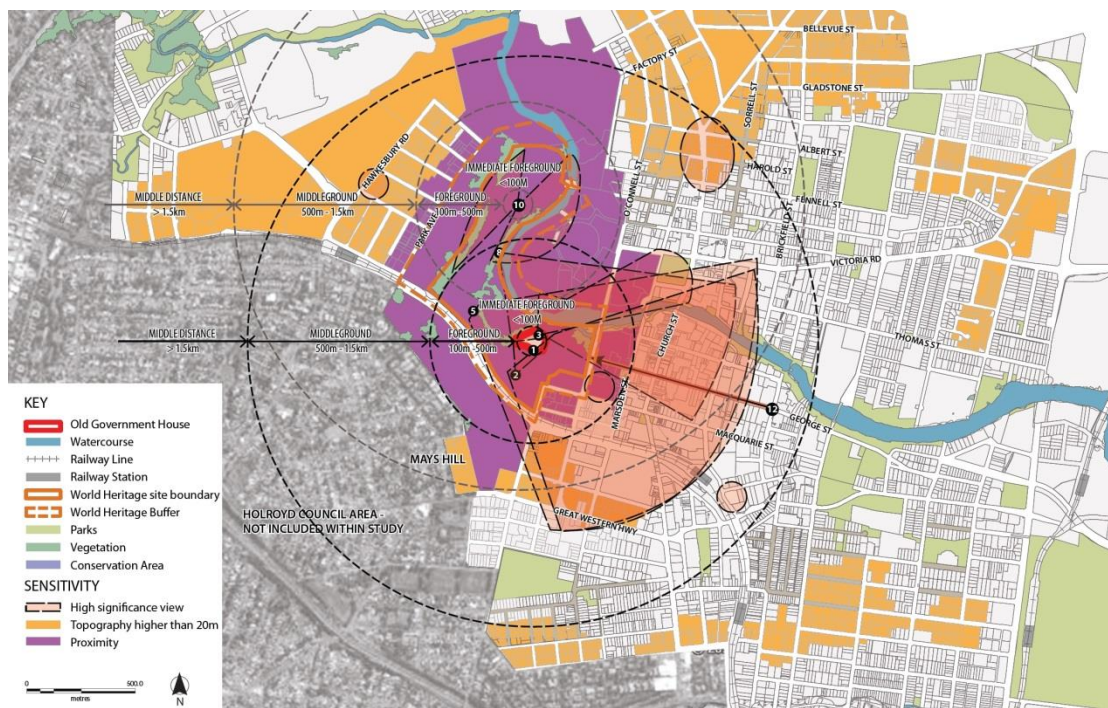 BELLEVUE ST
FACTORY ST
GLADSTONE ST
SORRELL ST
ALBERT ST
HAROLD ST
HAWKESBURY RD
IMMEDIATE FOREGROUND
<100M
O'CONNELL ST
MIDDLE DISTANCE
> 1.5km
MIDDLEGROUND
500m - 1.5km
FOREGROUND
100m -500m
10
FENNELL ST
BRICKFIELD ST
PARK AVE
VICTORIA RD
6
IMMEDIATE FOREGROUND
<100M
5
CHURCH ST
MIDDLE DISTANCE
> 1.5km
MIDDLEGROUND
500m -1.5km
FOREGROUND
100m -500m
3
1
2
THOMAS ST
MARSDEN ST
12
GEORGE ST
MACQUARIE ST
MAYS HILL
GREAT WESTERN HWY
HOLROYD COUNCIL AREA -
NOT INCLUDED WITHIN STUDY
KEY
Old Government House
Watercourse
Railway Line
Railway Station
World Heritage site boundary
World Heritage Buffer
Parks
Vegetation
Conservation Area
SENSITIVITY
High significance view
Topography higher than 20m
Proximity
0
500.0
metres
N